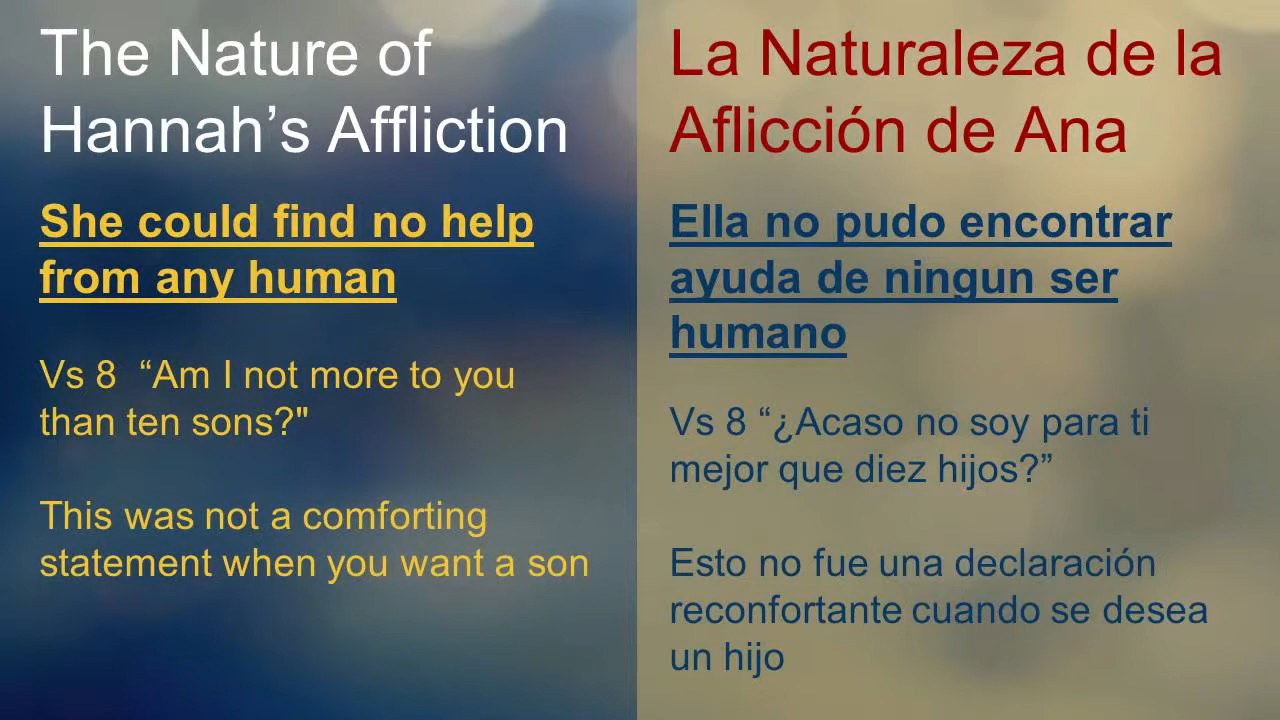 The Nature of
Hannah’s Affliction
She could find no help
from any human
Vs 8  “Am I not more to you
than ten sons?"
This was not a comforting
statement when you want a son
La Naturaleza de la
Aflicción de Ana
Ella no pudo encontrar
ayuda de ningun ser
humano
Vs 8 “¿Acaso no soy para ti
mejor que diez hijos?”
Esto no fue una declaración
reconfortante cuando se desea
un hijo